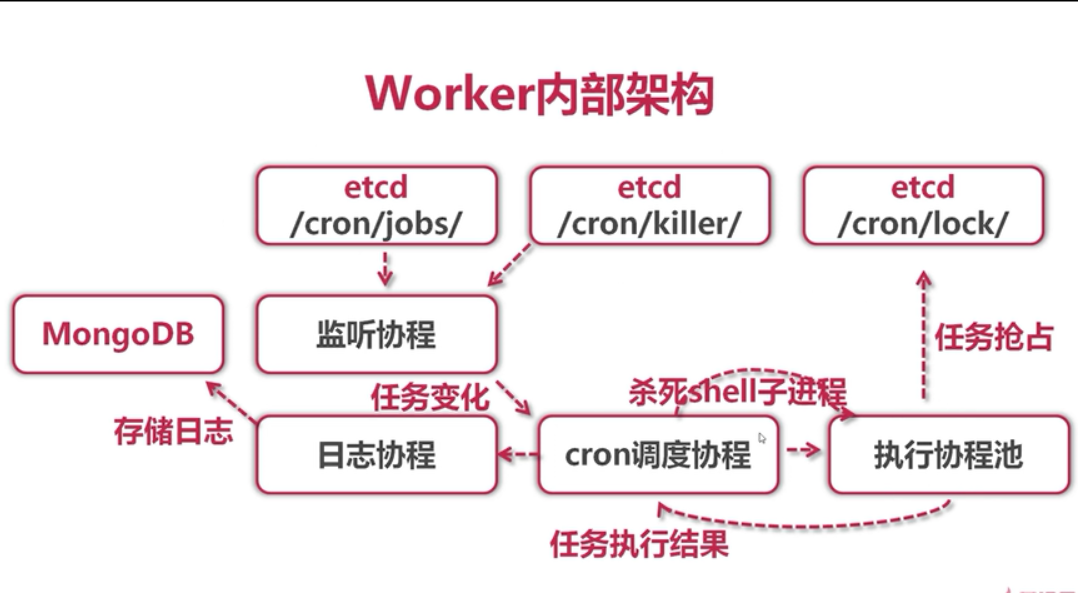 Worker内部架构
etcd
/cron/jobs/
etcd
/cron/killer/
etcd
/cron/lock/
MongoDB
监听协程
任务抢占
任务变化
杀死shell子进程
存储日志
日志协程
cron调度协程
执行协程池
任务执行结果